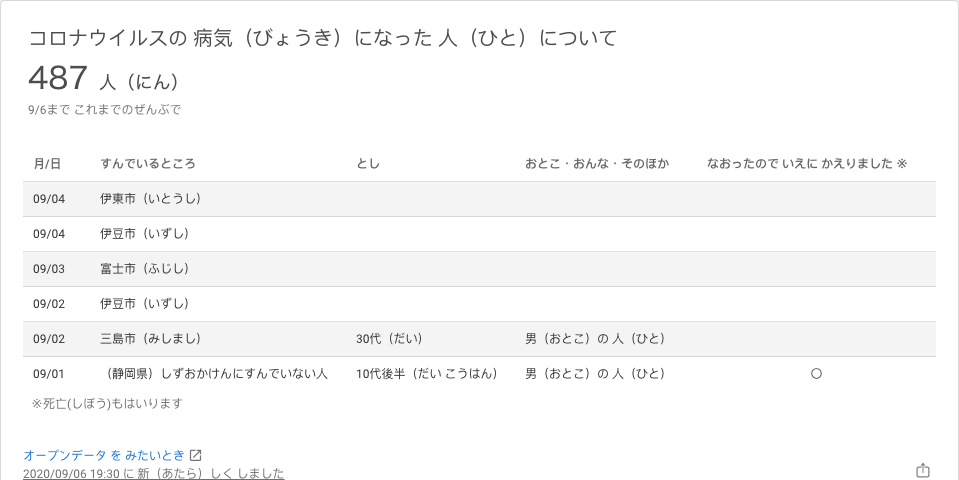 コロナウイルスの 病気（びょうき）になった 人（ひと）について
487 人（にん）
9/6まで これまでのぜんぶで
月/日 すんでいるところ とし おとこ・おんな・そのほか なおったので いえに かえりました ※
09/04 伊東市（いとうし）
09/04 伊豆市（いずし）
09/03 富士市（ふじし）
09/02 伊豆市（いずし）
09/02 三島市（みしまし） 30代（だい） 男（おとこ）の 人（ひと）
09/01 （静岡県）しずおかけんにすんでいない人 10代後半（だい こうはん） 男（おとこ）の 人（ひと） ○
※死亡(しぼう)もはいります
オープンデータ を みたいとき
2020/09/06 19:30 に 新（あたら）しく しました